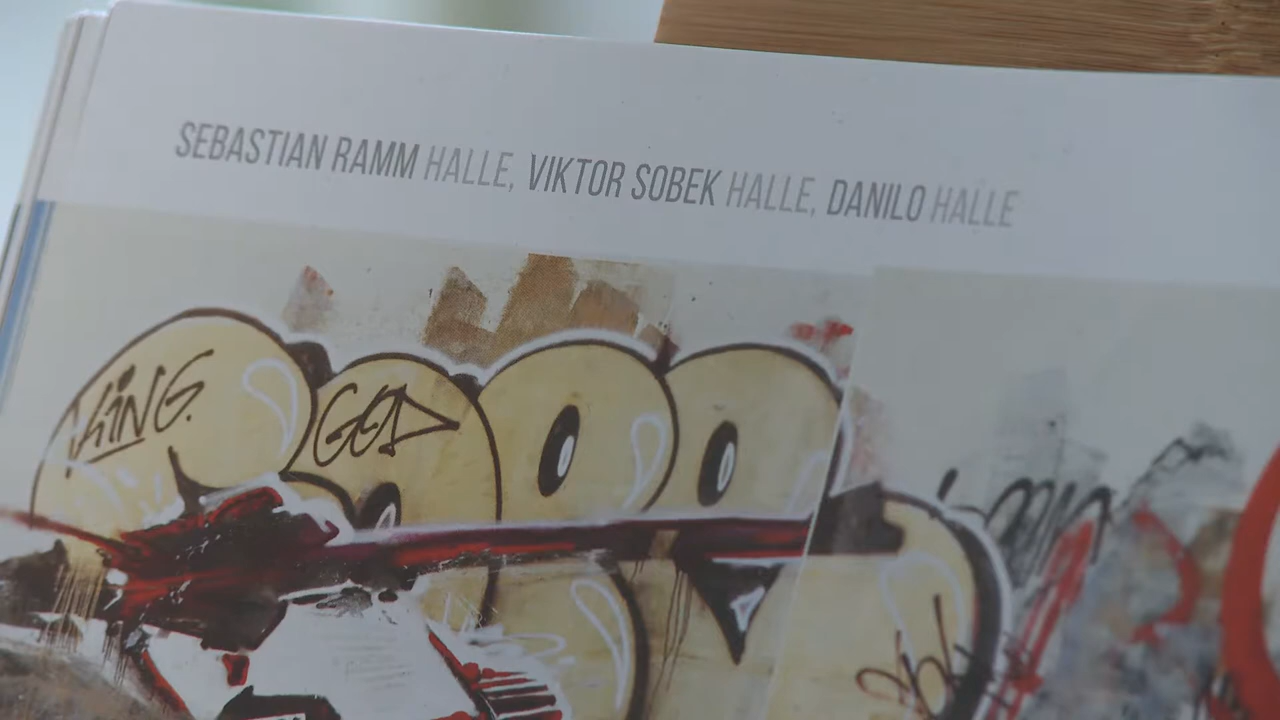 SEBASTIAN RAMM HALLE, VIKTOR SOBEK HALLE, DANILO HALLE
KING.
GOD